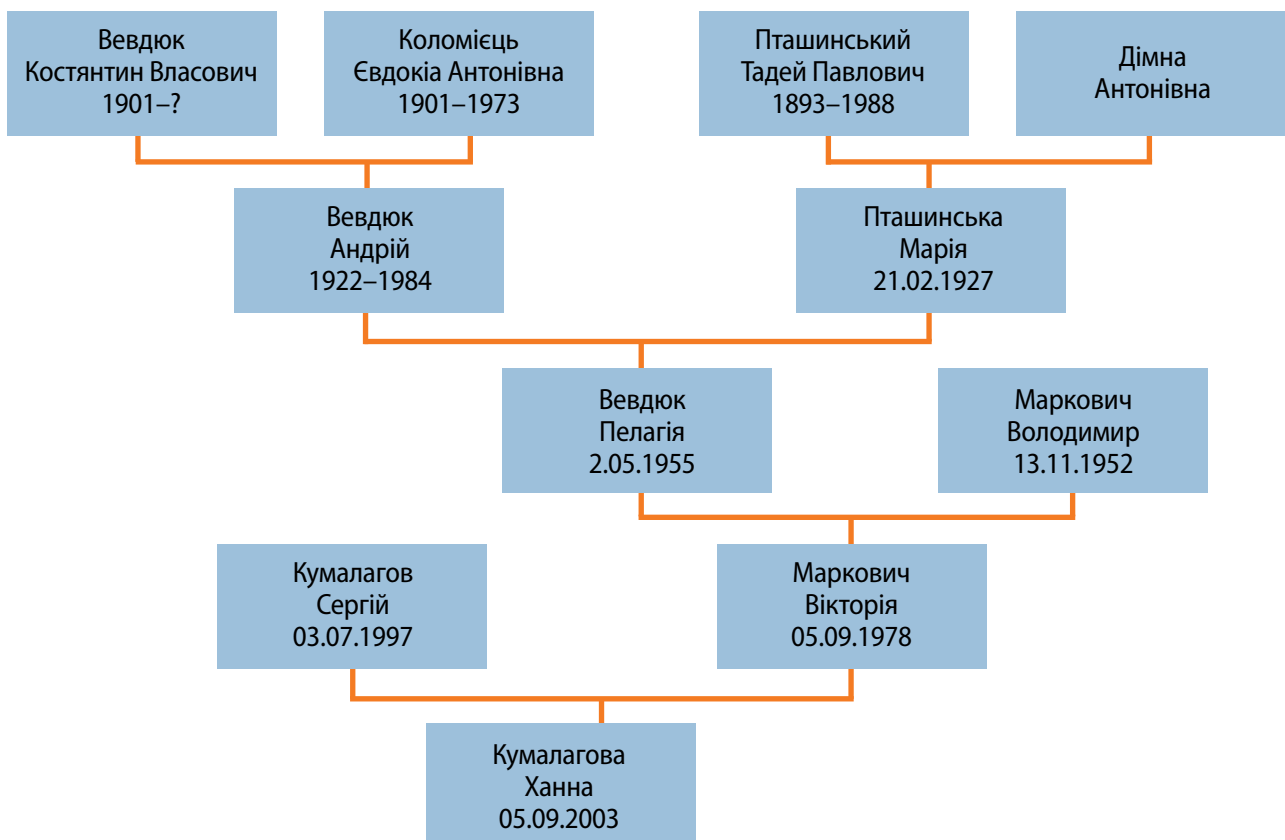 Вевдюк
Костянтин Власович
1901–?
Коломієць
Євдокіа Антонівна
1901–1973
Пташинський
Тадей Павлович
1893–1988
Дімна
Антонівна
Вевдюк
Андрій
1922–1984
Пташинська
Марія
21.02.1927
Вевдюк
Пелагія
2.05.1955
Маркович
Володимир
13.11.1952
Кумалагов
Сергій
03.07.1997
Маркович
Вікторія
05.09.1978
Кумалагова
Ханна
05.09.2003